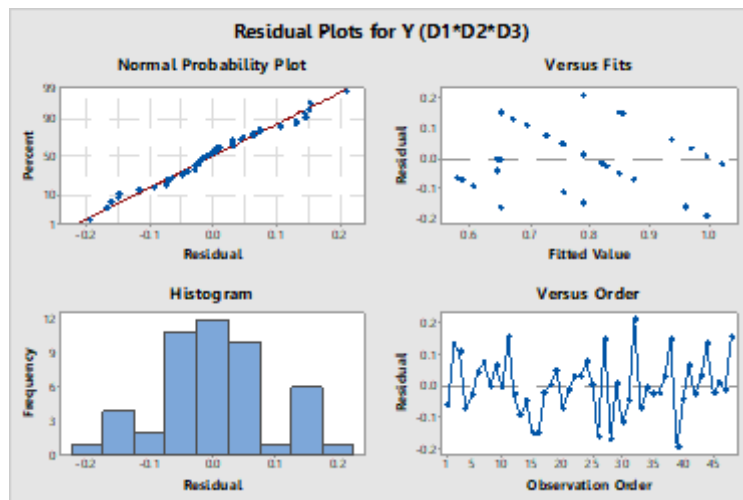 Residual Plots for Y (D1*D2*D3)
Normal Probability Plot
99
90
50
10
1
Percent
-0.2 -0.1 0.0 0.1 0.2
Residual
Versus Fits
0.2
0.1
0.0
-0.1
-0.2
Residual
0.6 0.7 0.8 0.9 1.0
Fitted Value
Histogram
12
9
6
3
0
Frequency
-0.2 -0.1 0.0 0.1 0.2
Residual
Versus Order
0.2
0.1
0.0
-0.1
-0.2
Residual
1 5 10 15 20 25 30 35 40 45
Observation Order